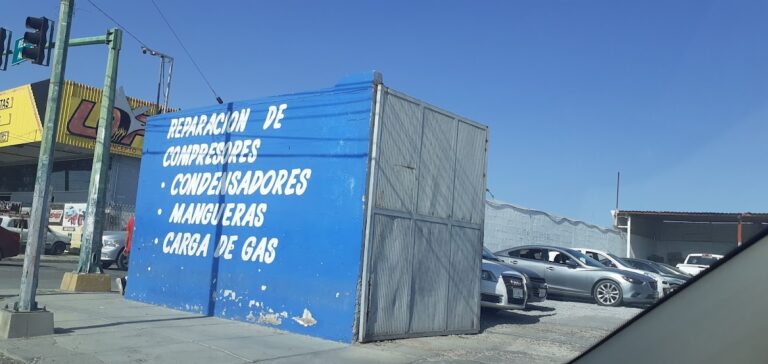 REPARACION DE
COMPRESORES
• CONDENSADORES
• MANGUERAS
• CARGA DE GAS